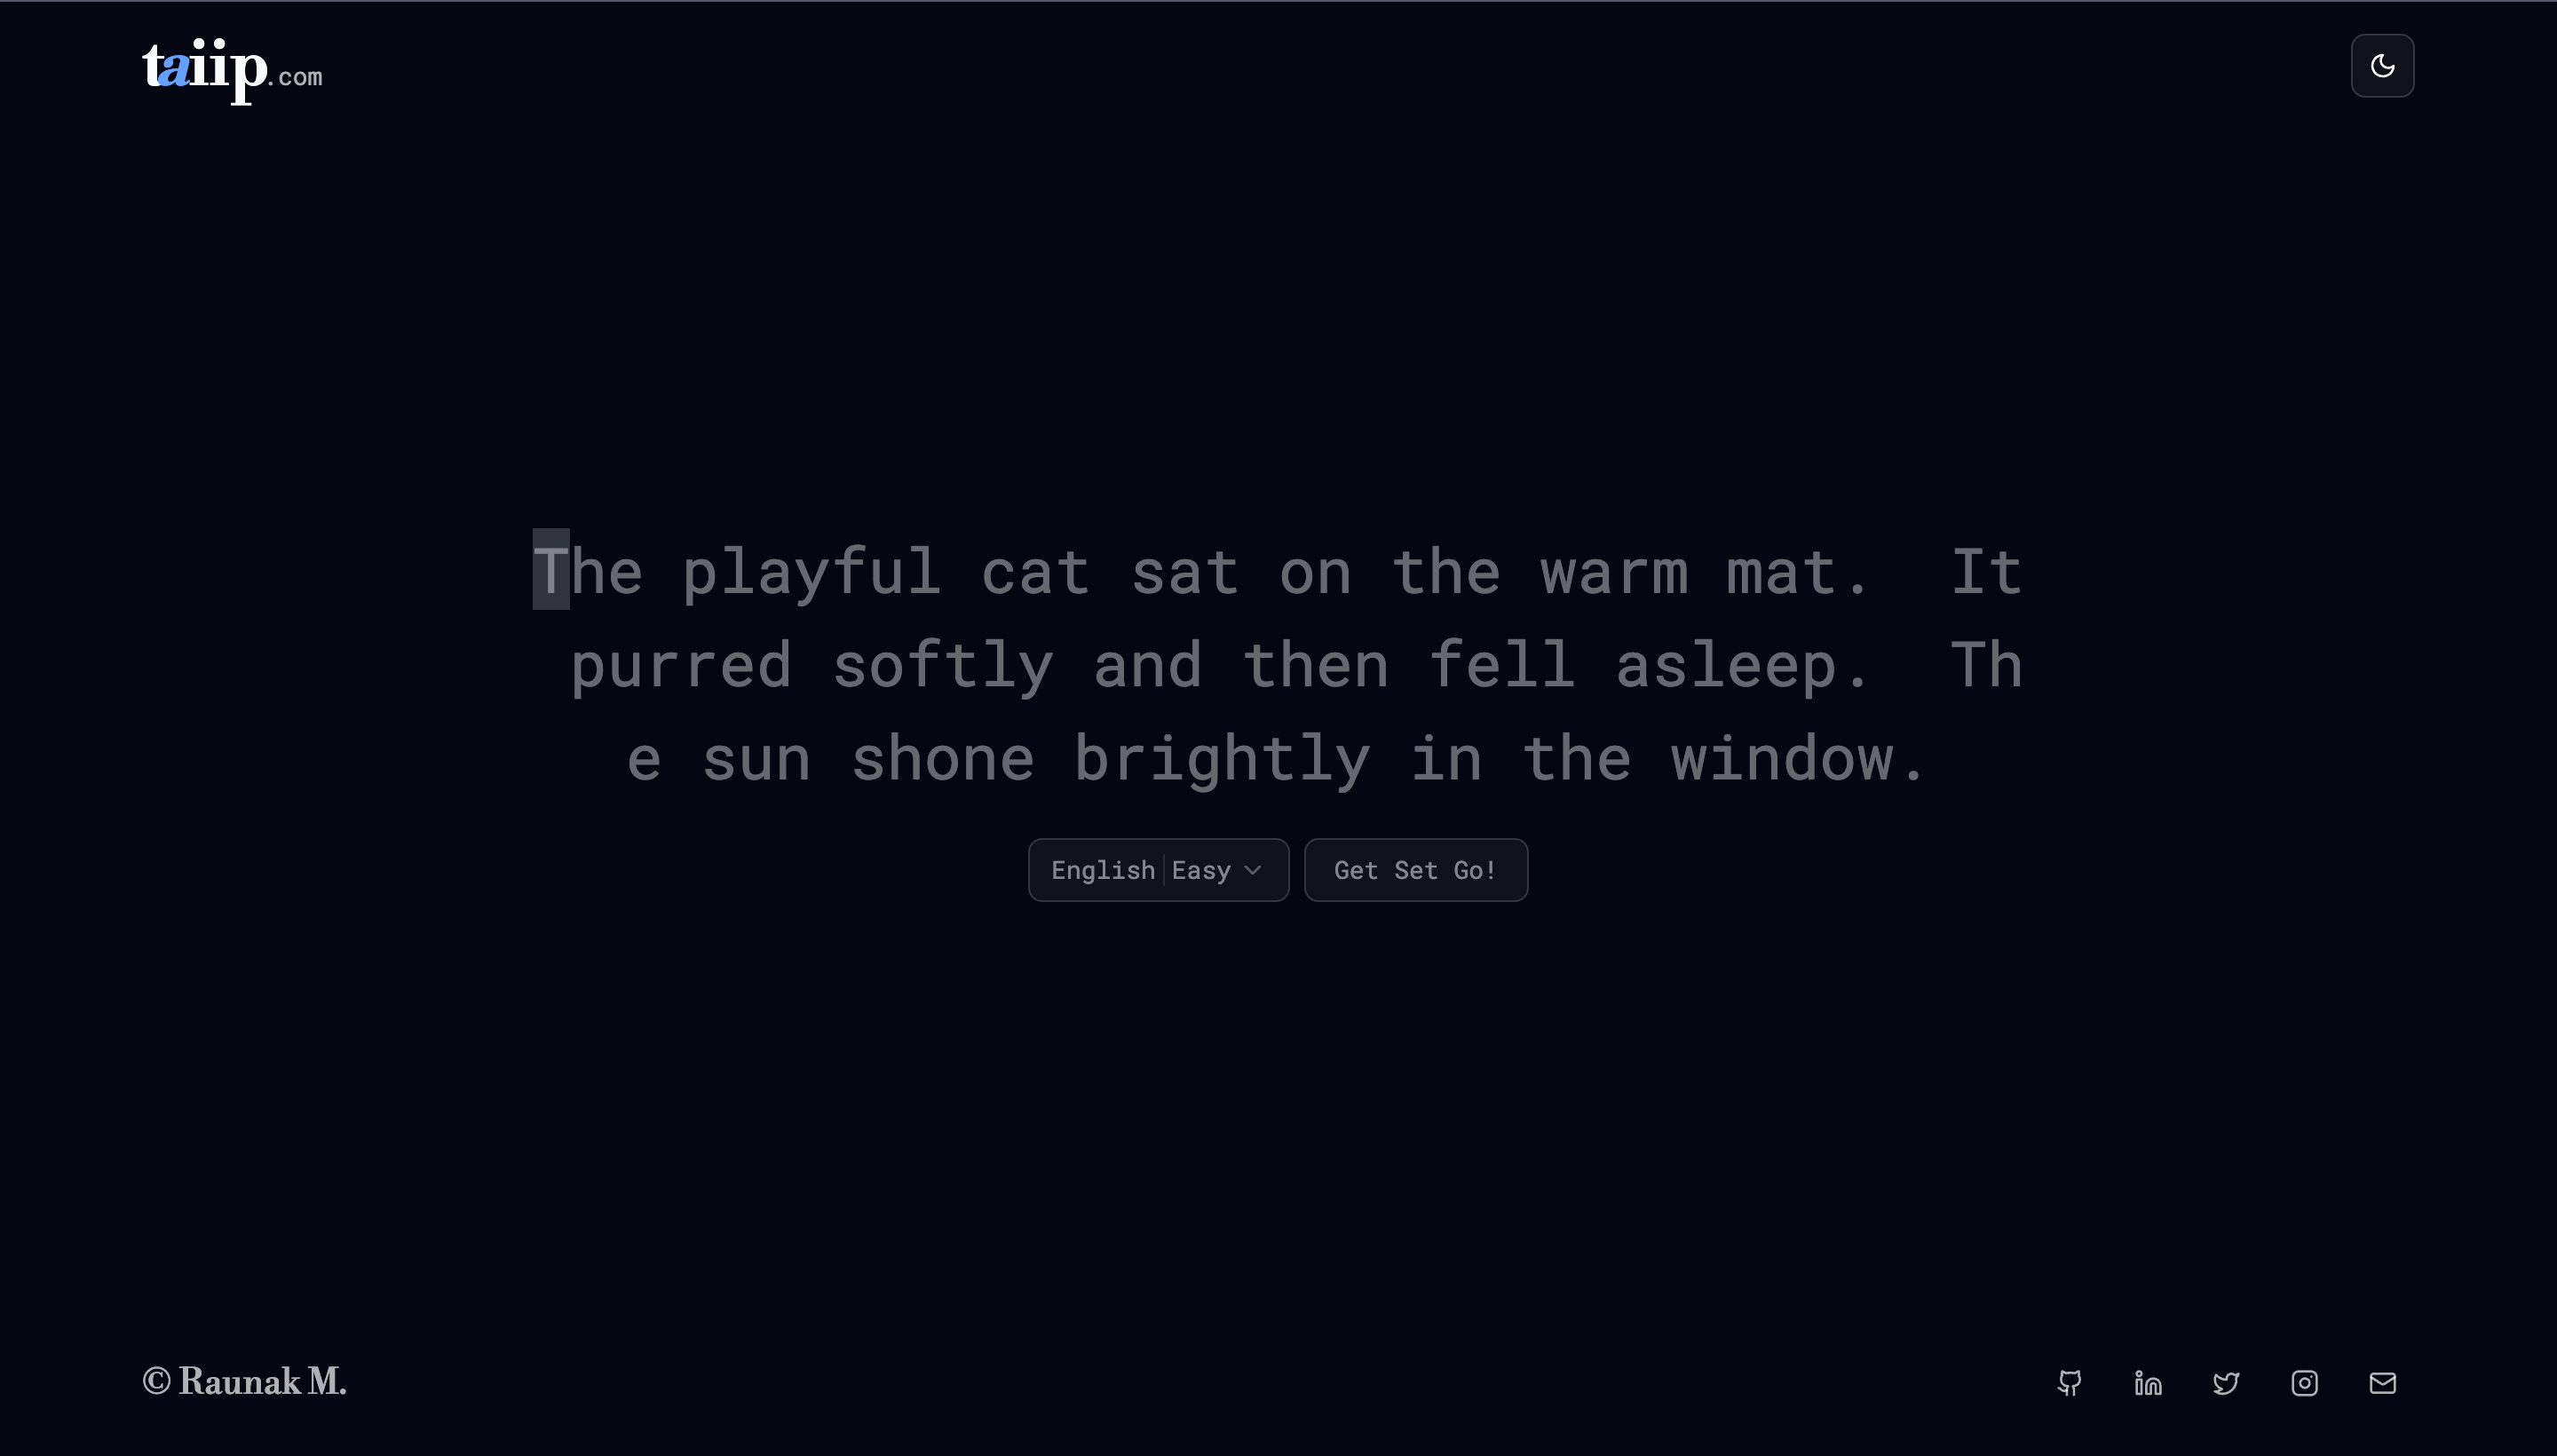 taiip.com
The playful cat sat on the warm mat.  It
purred softly and then fell asleep.  Th
e sun shone brightly in the window.
English Easy
Get Set Go!
© Raunak M.